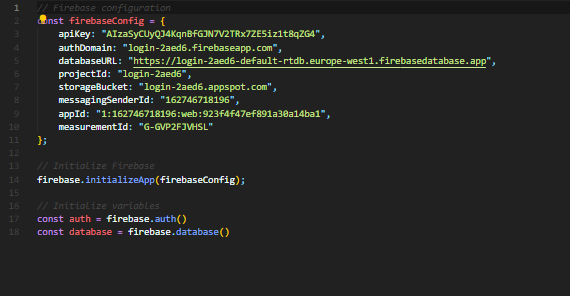 1 // Firebase configuration
2 const firebaseConfig = {
3 apiKey: "AIzaSyCUyQJ4KqnBfGJN7V2TRx7ZE5iz1t8qZG4",
4 authDomain: "login-2aed6.firebaseapp.com",
5 databaseURL: "https://login-2aed6-default-rtdb.europe-west1.firebasedatabase.app",
6 projectId: "login-2aed6",
7 storageBucket: "login-2aed6.appspot.com",
8 messagingSenderId: "162746718196",
9 appId: "1:162746718196:web:923f4f47ef891a30a14ba1",
10 measurementId: "G-GVP2FJVHSL"
11 };
12
13 // Initialize Firebase
14 firebase.initializeApp(firebaseConfig);
15
16 // Initialize variables
17 const auth = firebase.auth()
18 const database = firebase.database()